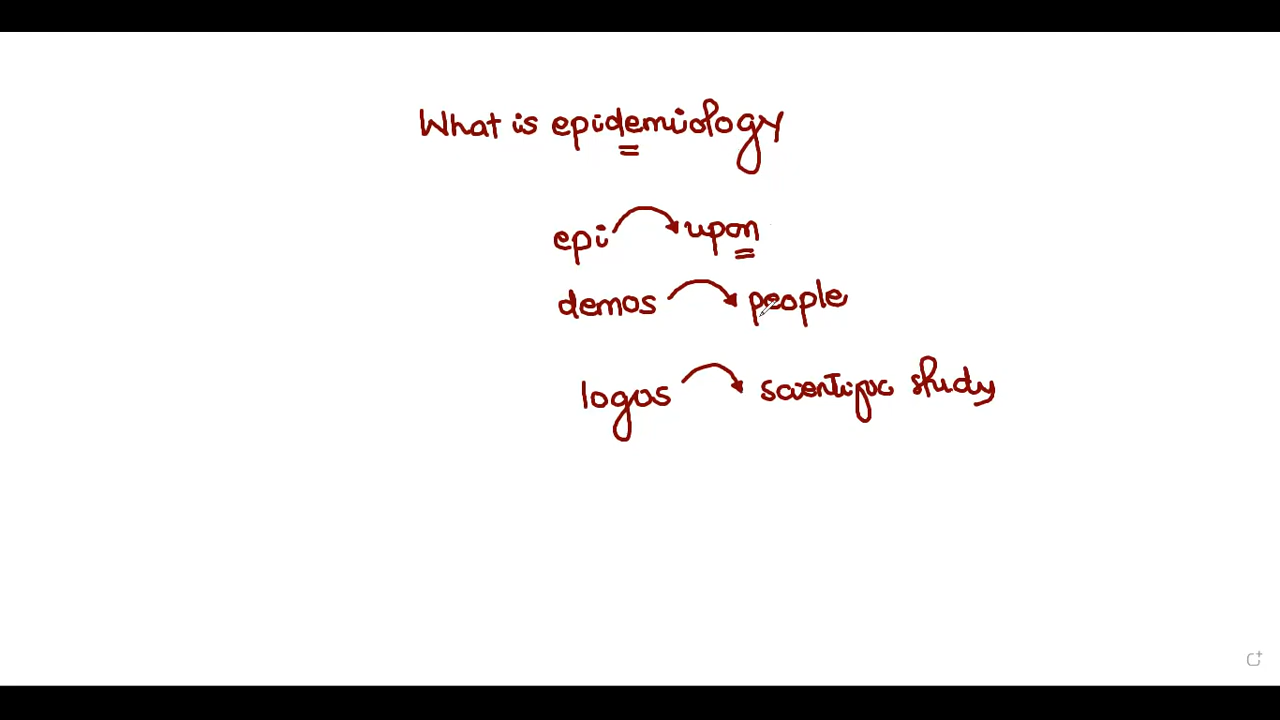 What is epidemiology
epi upon
demos people
logos scientific study